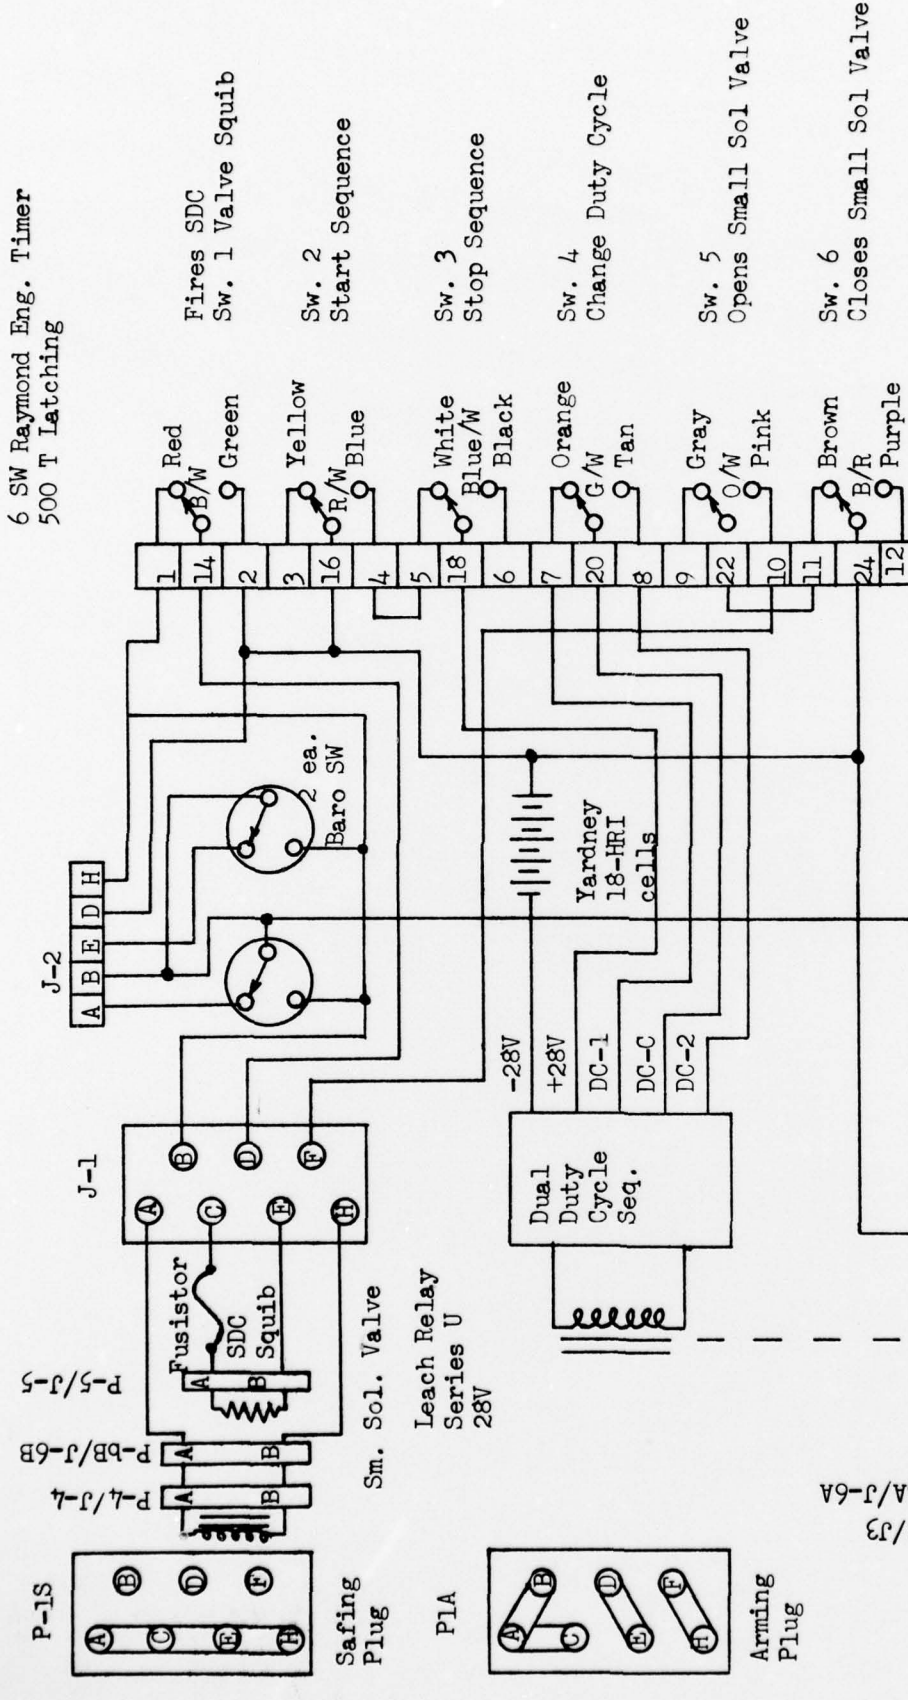 6 SW Raymond Eng. Timer
500 T Latching
Fires SDC
Sw. 1 Valve Squib
Sw. 2
Start Sequence
Sw. 3
Stop Sequence
Sw. 4
Change Duty Cycle
Sw. 5
Opens Small Sol Valve
Sw. 6
Closes Small Sol Valve
Red
B/W
Green
Yellow
R/W
Blue
White
Blue/W
Black
Orange
G/W
Tan
Gray
O/W
Pink
Brown
B/R
Purple
1
14
2
3
16
4
5
18
6
7
20
8
9
22
10
11
24
12
J-2
A
B
E
D
H
2 ea.
Baro SW
Yardney
18-HRI
cells
-28V
+28V
DC-1
DC-C
DC-2
J-1
B
D
F
A
C
E
H
Dual
Duty
Cycle
Seq.
Fusistor
SDC
Squib
P-5/J-5
A
B
P-bB/J-6B
A
B
P-4/J-4
A
B
Sm. Sol. Valve
Leach Relay
Series U
28V
A/J-6A
/J3
P-1S
B
D
F
A
C
E
H
Safing
Plug
P1A
B
D
F
A
C
E
H
Arming
Plug